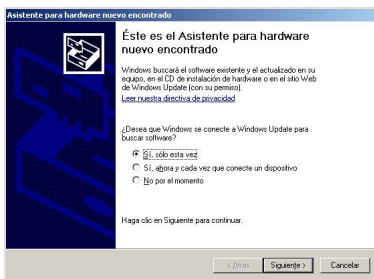 Asistente para hardware nuevo encontrado
Éste es el Asistente para hardware
nuevo encontrado
Windows buscará el software existente y el actualizado en su
equipo, en el CD de instalación de hardware o en el sitio Web
de Windows Update (con su permiso).
Leer nuestra directiva de privacidad
¿Desea que Windows se conecte a Windows Update para
buscar software?
Sí, sólo esta vez
Sí, ahora y cada vez que conecte un dispositivo
No por el momento
Haga clic en Siguiente para continuar.
< Atrás Siguiente > Cancelar